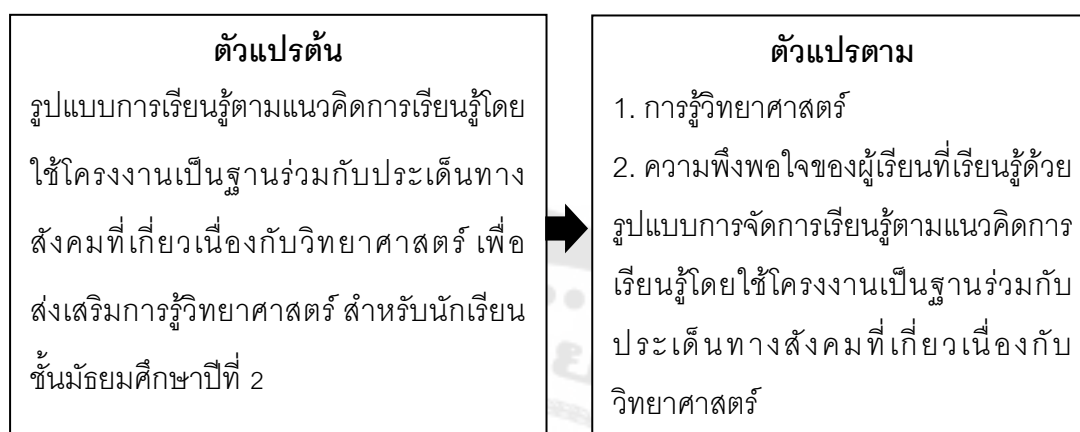 ตัวแปรต้น
รูปแบบการเรียนรู้ตามแนวคิดการเรียนรู้โดย
ใช้โครงงานเป็นฐานร่วมกับประเด็นทาง
สังคมที่เกี่ยวเนื่องกับวิทยาศาสตร์ เพื่อ
ส่งเสริมการรู้วิทยาศาสตร์ สำหรับนักเรียน
ชั้นมัธยมศึกษาปีที่ 2
ตัวแปรตาม
1. การรู้วิทยาศาสตร์
2. ความพึงพอใจของผู้เรียนที่เรียนรู้ด้วย
รูปแบบการจัดการเรียนรู้ตามแนวคิดการ
เรียนรู้โดยใช้โครงงานเป็นฐานร่วมกับ
ประเด็นทางสังคมที่เกี่ยวเนื่องกับ
วิทยาศาสตร์